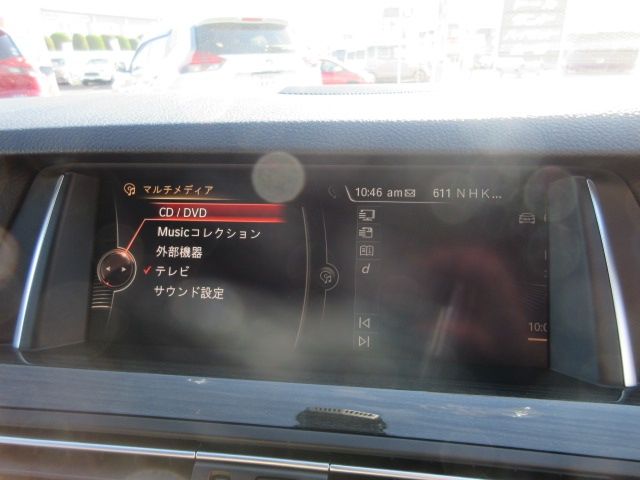 マルチメディア
CD / DVD
Musicコレクション
外部機器
テレビ
サウンド設定
10:46 am
611 NHK...
d